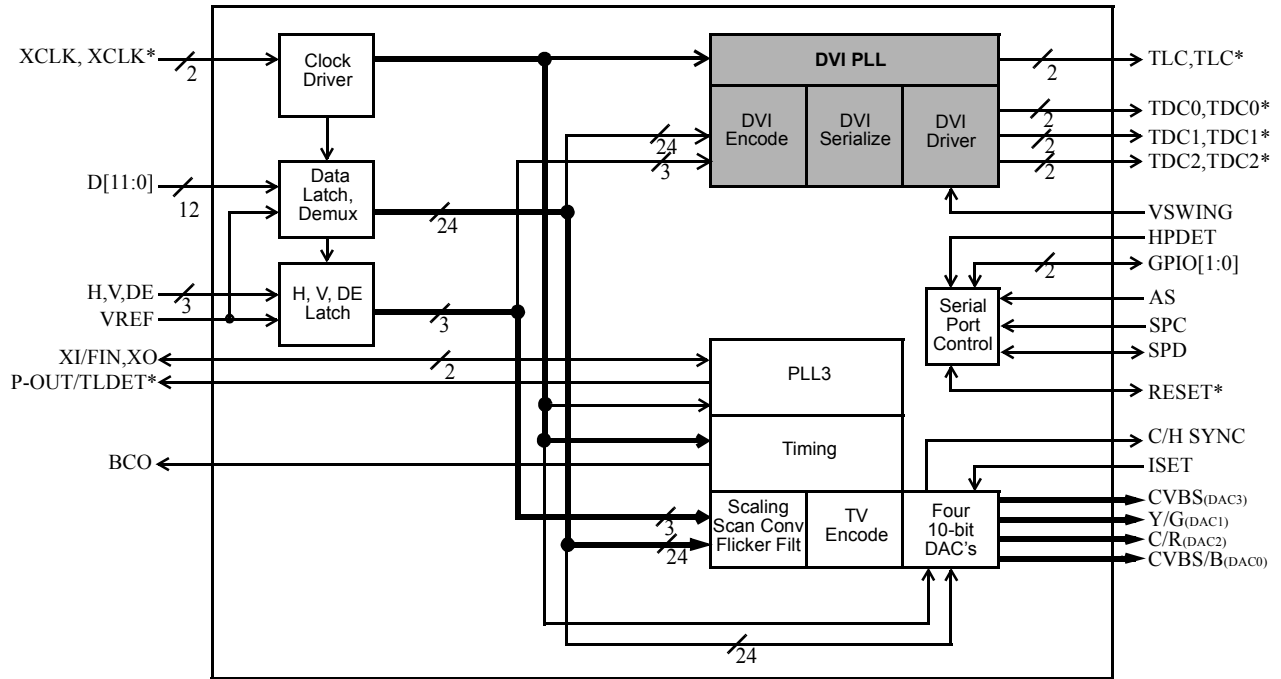 XCLK, XCLK*
2
Clock
Driver
DVI PLL
2
TLC,TLC*
DVI
Encode
DVI
Serialize
DVI
Driver
24
3
2
TDC0,TDC0*
2
TDC1,TDC1*
2
TDC2,TDC2*
D[11:0]
12
Data
Latch,
Demux
24
VSWING
HPDET
2
GPIO[1:0]
H,V,DE
3
VREF
H, V, DE
Latch
3
Serial
Port
Control
AS
SPC
SPD
RESET*
XI/FIN,XO
2
P-OUT/TLDET*
PLL3
Timing
BCO
C/H SYNC
ISET
3
24
Scaling
Scan Conv
Flicker Filt
TV
Encode
Four
10-bit
DAC's
CVBS(DAC3)
Y/G(DAC1)
C/R(DAC2)
CVBS/B(DAC0)
24